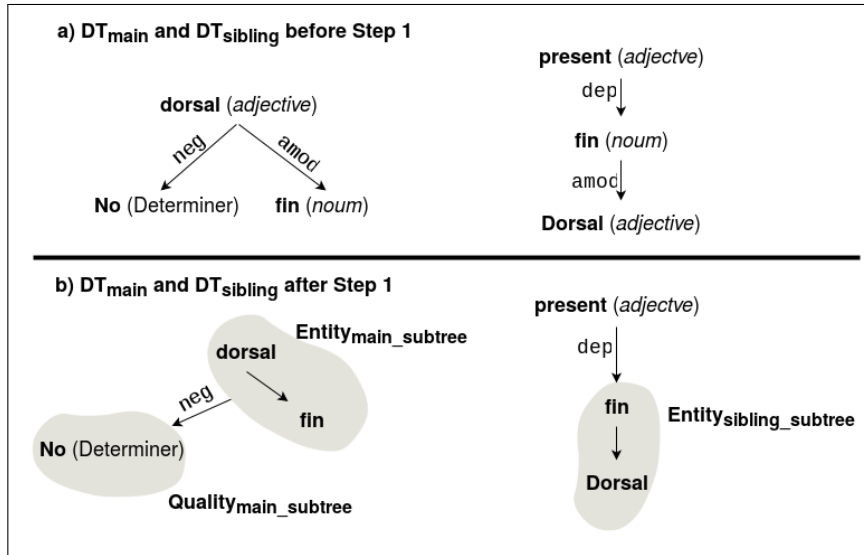 a) DTmain and DTsibling before Step 1
dorsal (adjective)
neg
amod
No (Determiner)
fin (noum)
present (adjectve)
dep
fin (noum)
amod
Dorsal (adjective)
b) DTmain and DTsibling after Step 1
Entitymain_subtree
dorsal
fin
neg
No (Determiner)
Qualitymain_subtree
present (adjectve)
dep
fin
Entitysibling_subtree
Dorsal